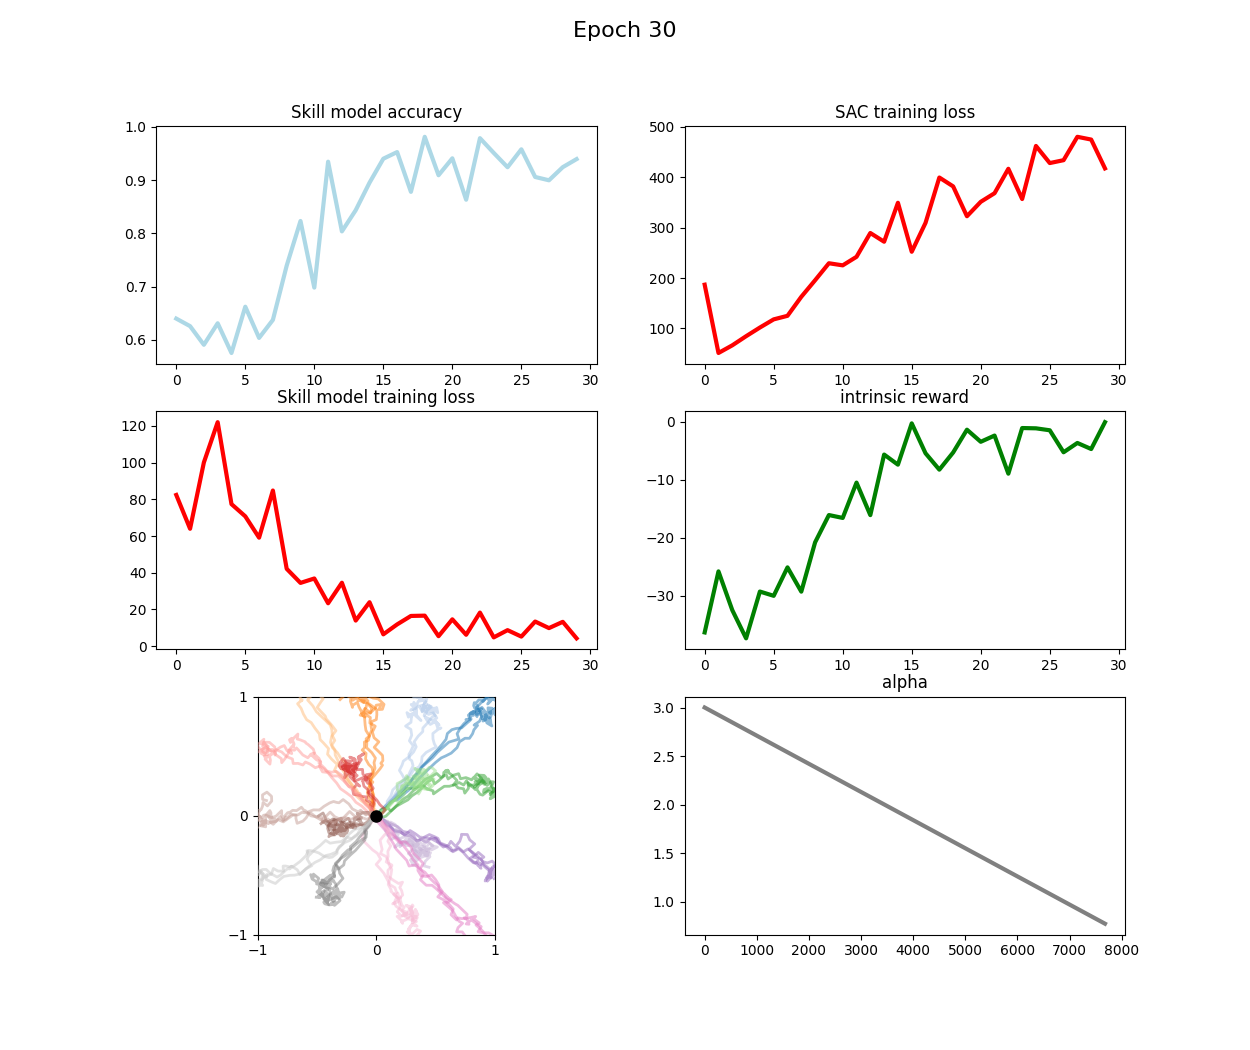 Epoch 30
Skill model accuracy
1.0
0.9
0.8
0.7
0.6
0 5 10 15 20 25 30
SAC training loss
500
400
300
200
100
0 5 10 15 20 25 30
Skill model training loss
120
100
80
60
40
20
0
0 5 10 15 20 25 30
intrinsic reward
0
−10
−20
−30
0 5 10 15 20 25 30
1
0
−1
−1 0 1
alpha
3.0
2.5
2.0
1.5
1.0
0 1000 2000 3000 4000 5000 6000 7000 8000